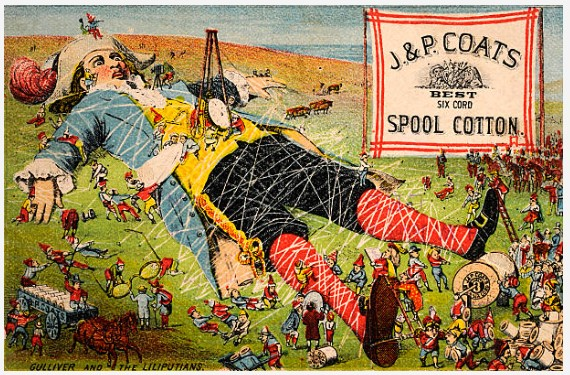 J. & P. COATS
BEST
SIX CORD
SPOOL COTTON.
GULLIVER AND THE LILIPUTIANS.